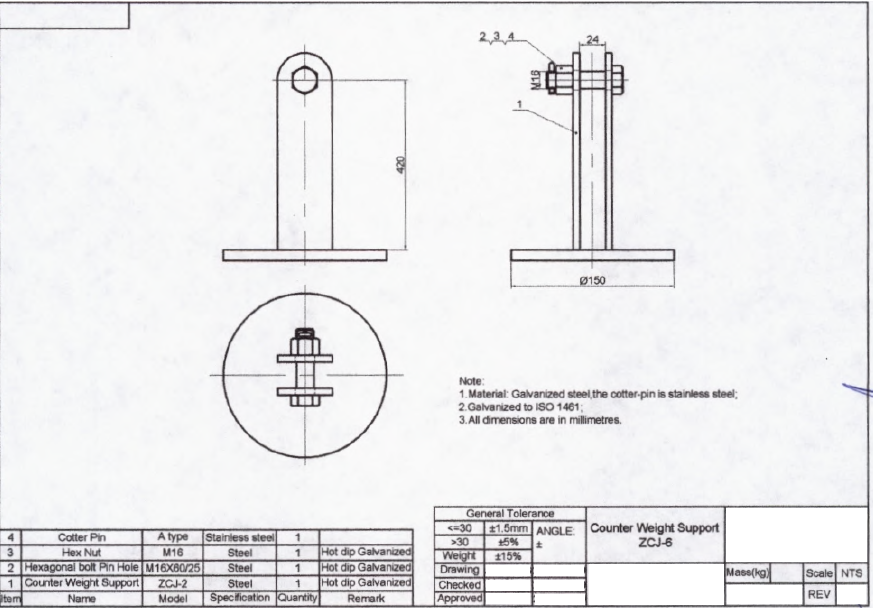 2 3 4
24
M16
1
420
Ø150
Note:
1.Material: Galvanized steel,the cotter-pin is stainless steel;
2.Galvanized to ISO 1461;
3.All dimensions are in millimetres.
4 Cotter Pin A type Stainless steel 1
3 Hex Nut M16 Steel 1 Hot dip Galvanized
2 Hexagonal bolt Pin Hole M16X80/25 Steel 1 Hot dip Galvanized
1 Counter Weight Support ZCJ-2 Steel 1 Hot dip Galvanized
Item Name Model Specification Quantity Remark
General Tolerance
<=30 ±1.5mm ANGLE:
>30 ±5% ±
Weight ±15%
Drawing
Checked
Approved
Counter Weight Support
ZCJ-6
Mass(kg) Scale NTS
REV